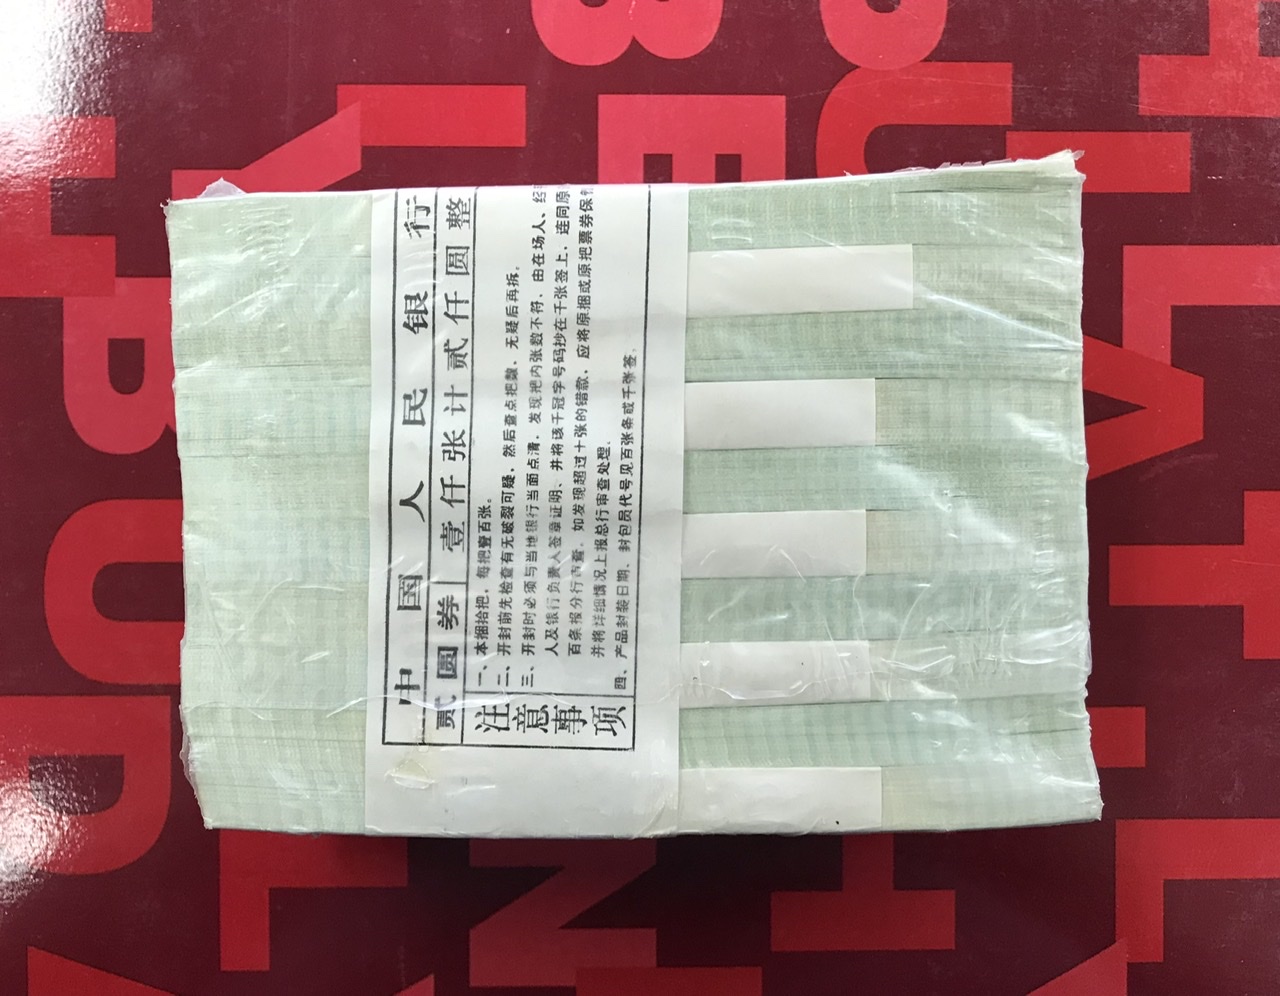 中国人民银行
贰圆券 壹仟张计贰仟圆整
注意事项
一、本捆拾把，每把壹百张。
二、开封前先检查有无破裂可疑，然后查点把数，无疑后再拆。
三、开封时必须与当地银行当面点清，发现把内张数不符，由在场人、经
人及银行负责人签章证明、并将该千冠字号码抄在千张签上，连同原
百条报分行审查。如发现超过十张的错款，应将原捆或原把票券保
并将详细情况上报总行审查处理。
四、产品封装日期、封包员代号见百张条或千张签。